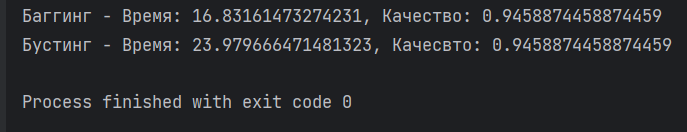 Баггинг - Время: 16.83161473274231, Качество: 0.9458874458874459
Бустинг - Время: 23.979666471481323, Качесвто: 0.9458874458874459
Process finished with exit code 0